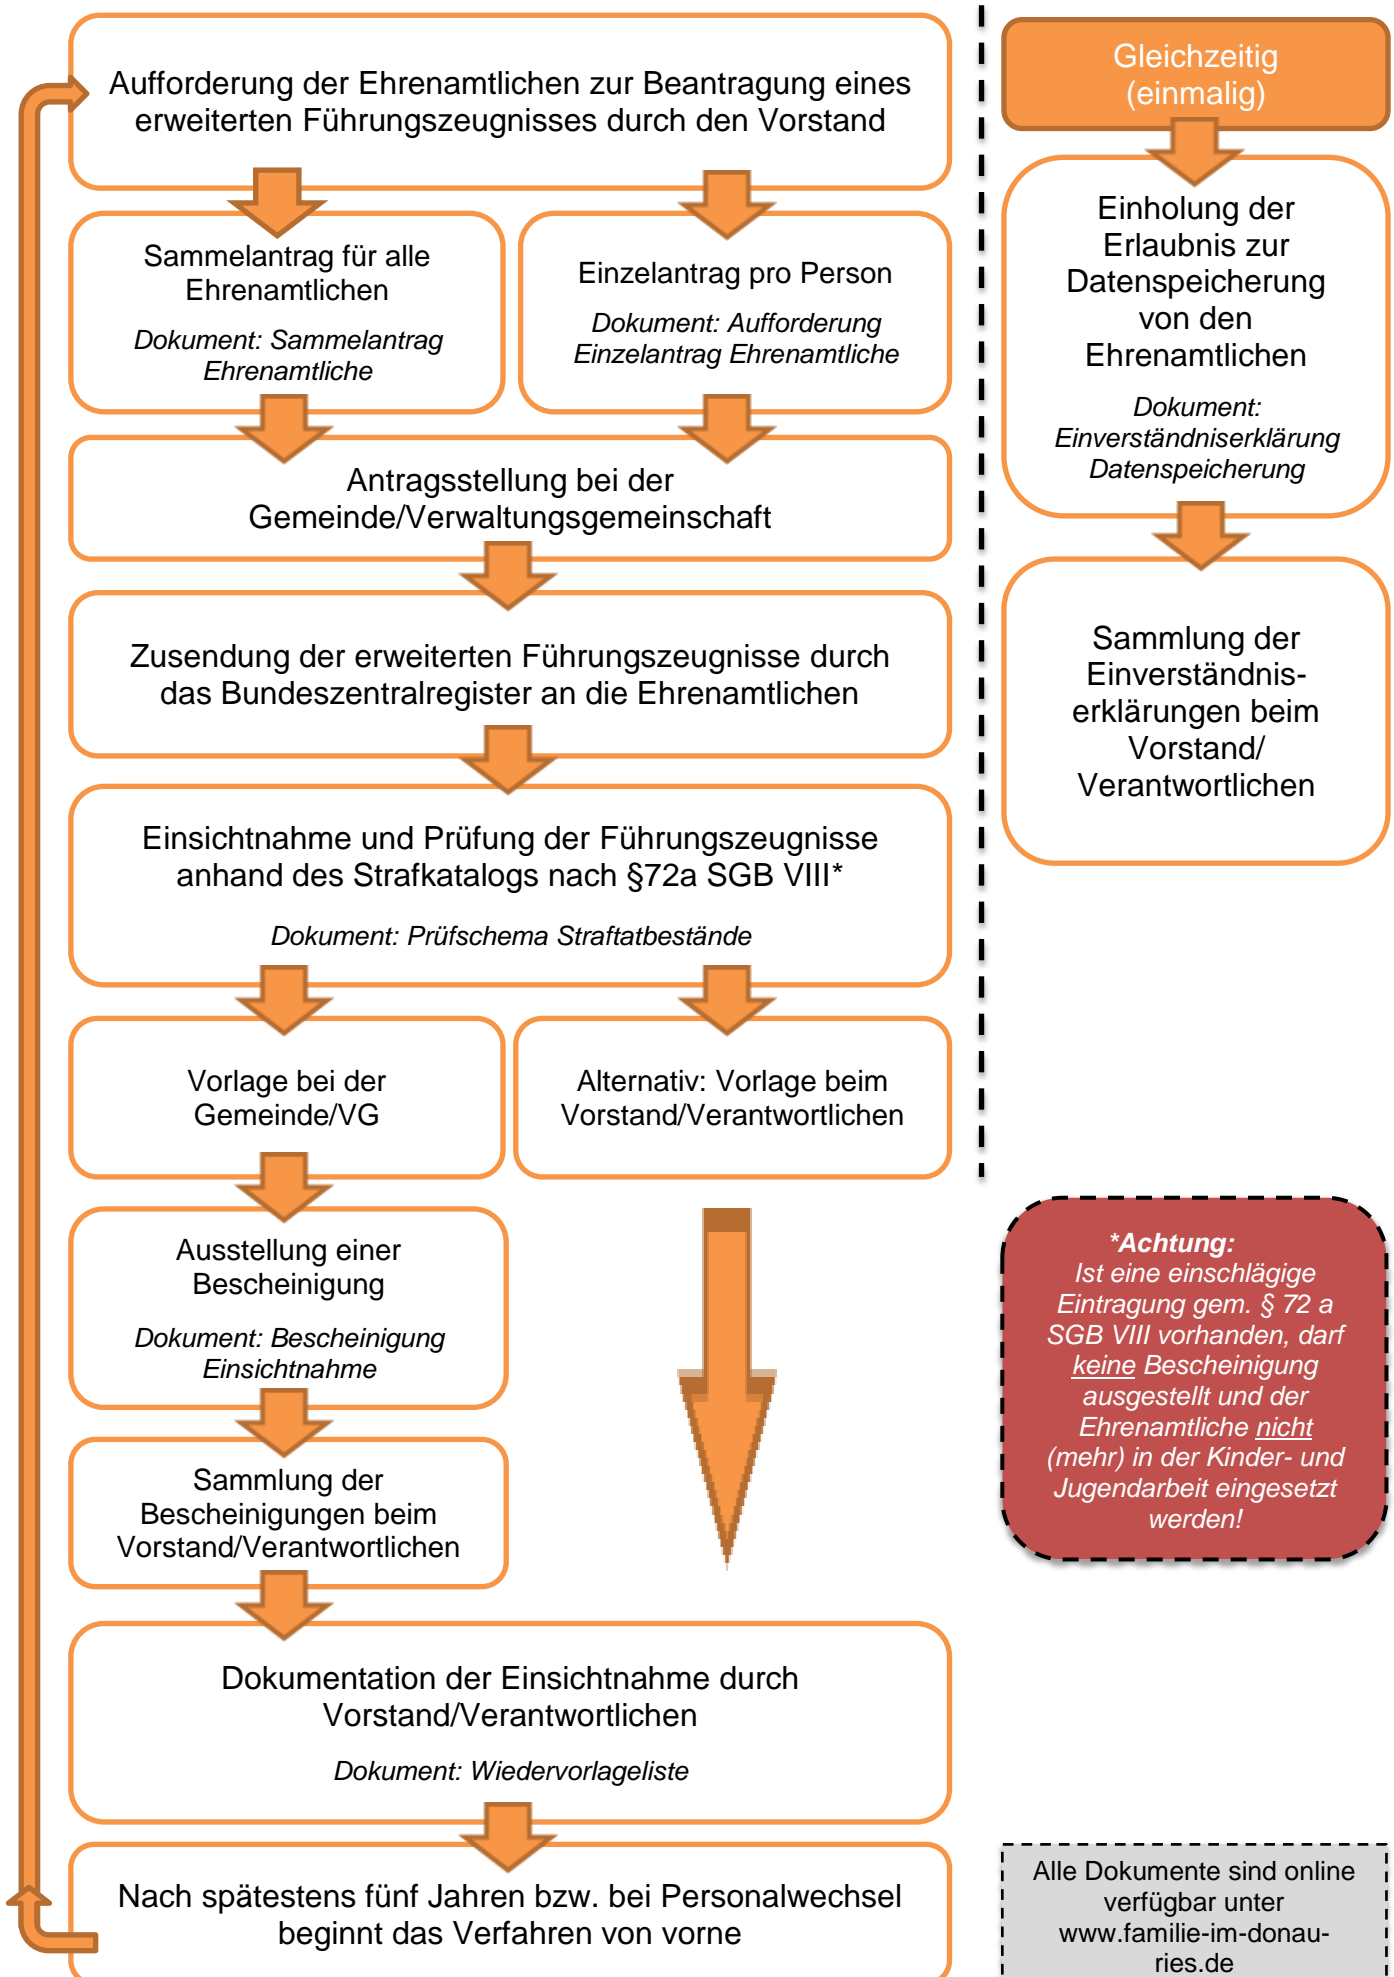 Aufforderung der Ehrenamtlichen zur Beantragung eines
erweiterten Führungszeugnisses durch den Vorstand
Sammelantrag für alle
Ehrenamtlichen
Dokument: Sammelantrag
Ehrenamtliche
Einzelantrag pro Person
Dokument: Aufforderung
Einzelantrag Ehrenamtliche
Antragsstellung bei der
Gemeinde/Verwaltungsgemeinschaft
Zusendung der erweiterten Führungszeugnisse durch
das Bundeszentralregister an die Ehrenamtlichen
Einsichtnahme und Prüfung der Führungszeugnisse
anhand des Strafkatalogs nach §72a SGB VIII*
Dokument: Prüfschema Straftatbestände
Vorlage bei der
Gemeinde/VG
Alternativ: Vorlage beim
Vorstand/Verantwortlichen
Ausstellung einer
Bescheinigung
Dokument: Bescheinigung
Einsichtnahme
Sammlung der
Bescheinigungen beim
Vorstand/Verantwortlichen
Dokumentation der Einsichtnahme durch
Vorstand/Verantwortlichen
Dokument: Wiedervorlageliste
Nach spätestens fünf Jahren bzw. bei Personalwechsel
beginnt das Verfahren von vorne
Gleichzeitig
(einmalig)
Einholung der
Erlaubnis zur
Datenspeicherung
von den
Ehrenamtlichen
Dokument:
Einverständniserklärung
Datenspeicherung
Sammlung der
Einverständnis-
erklärungen beim
Vorstand/
Verantwortlichen
*Achtung:
Ist eine einschlägige
Eintragung gem. § 72 a
SGB VIII vorhanden, darf
keine Bescheinigung
ausgestellt und der
Ehrenamtliche nicht
(mehr) in der Kinder- und
Jugendarbeit eingesetzt
werden!
Alle Dokumente sind online
verfügbar unter
www.familie-im-donau-
ries.de